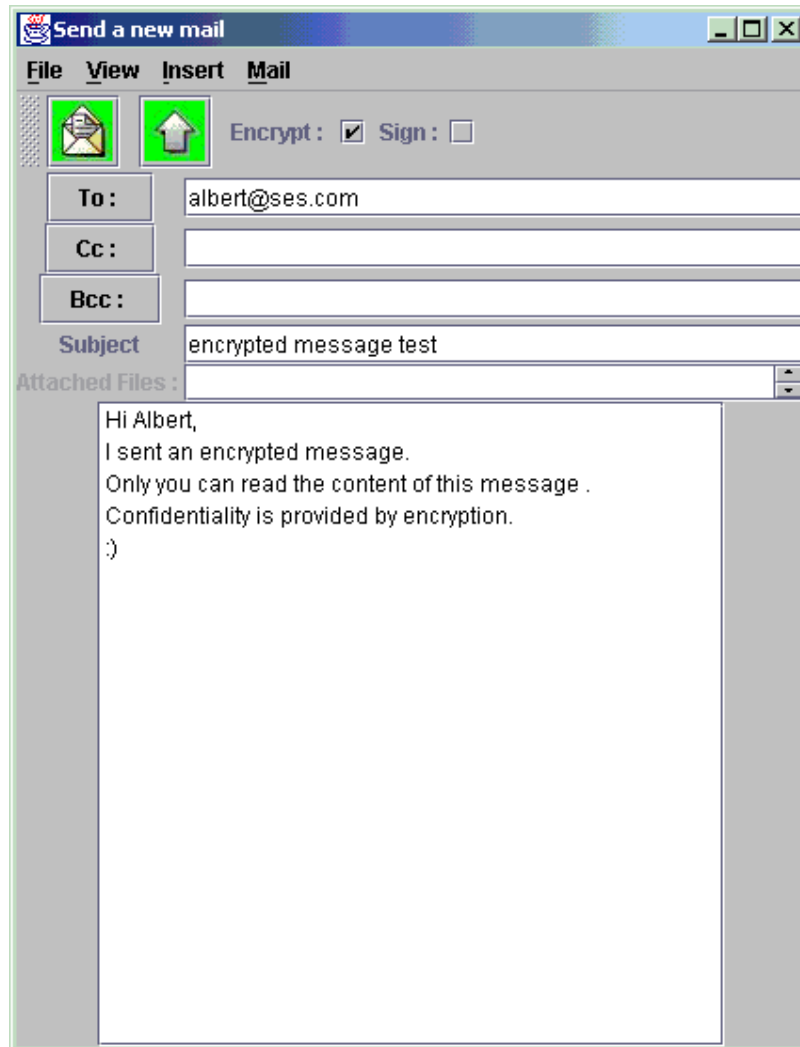 Send a new mail
File View Insert Mail
Encrypt : Sign :
To : albert@ses.com
Cc :
Bcc :
Subject encrypted message test
Attached Files :
Hi Albert,
I sent an encrypted message.
Only you can read the content of this message .
Confidentiality is provided by encryption.
:)